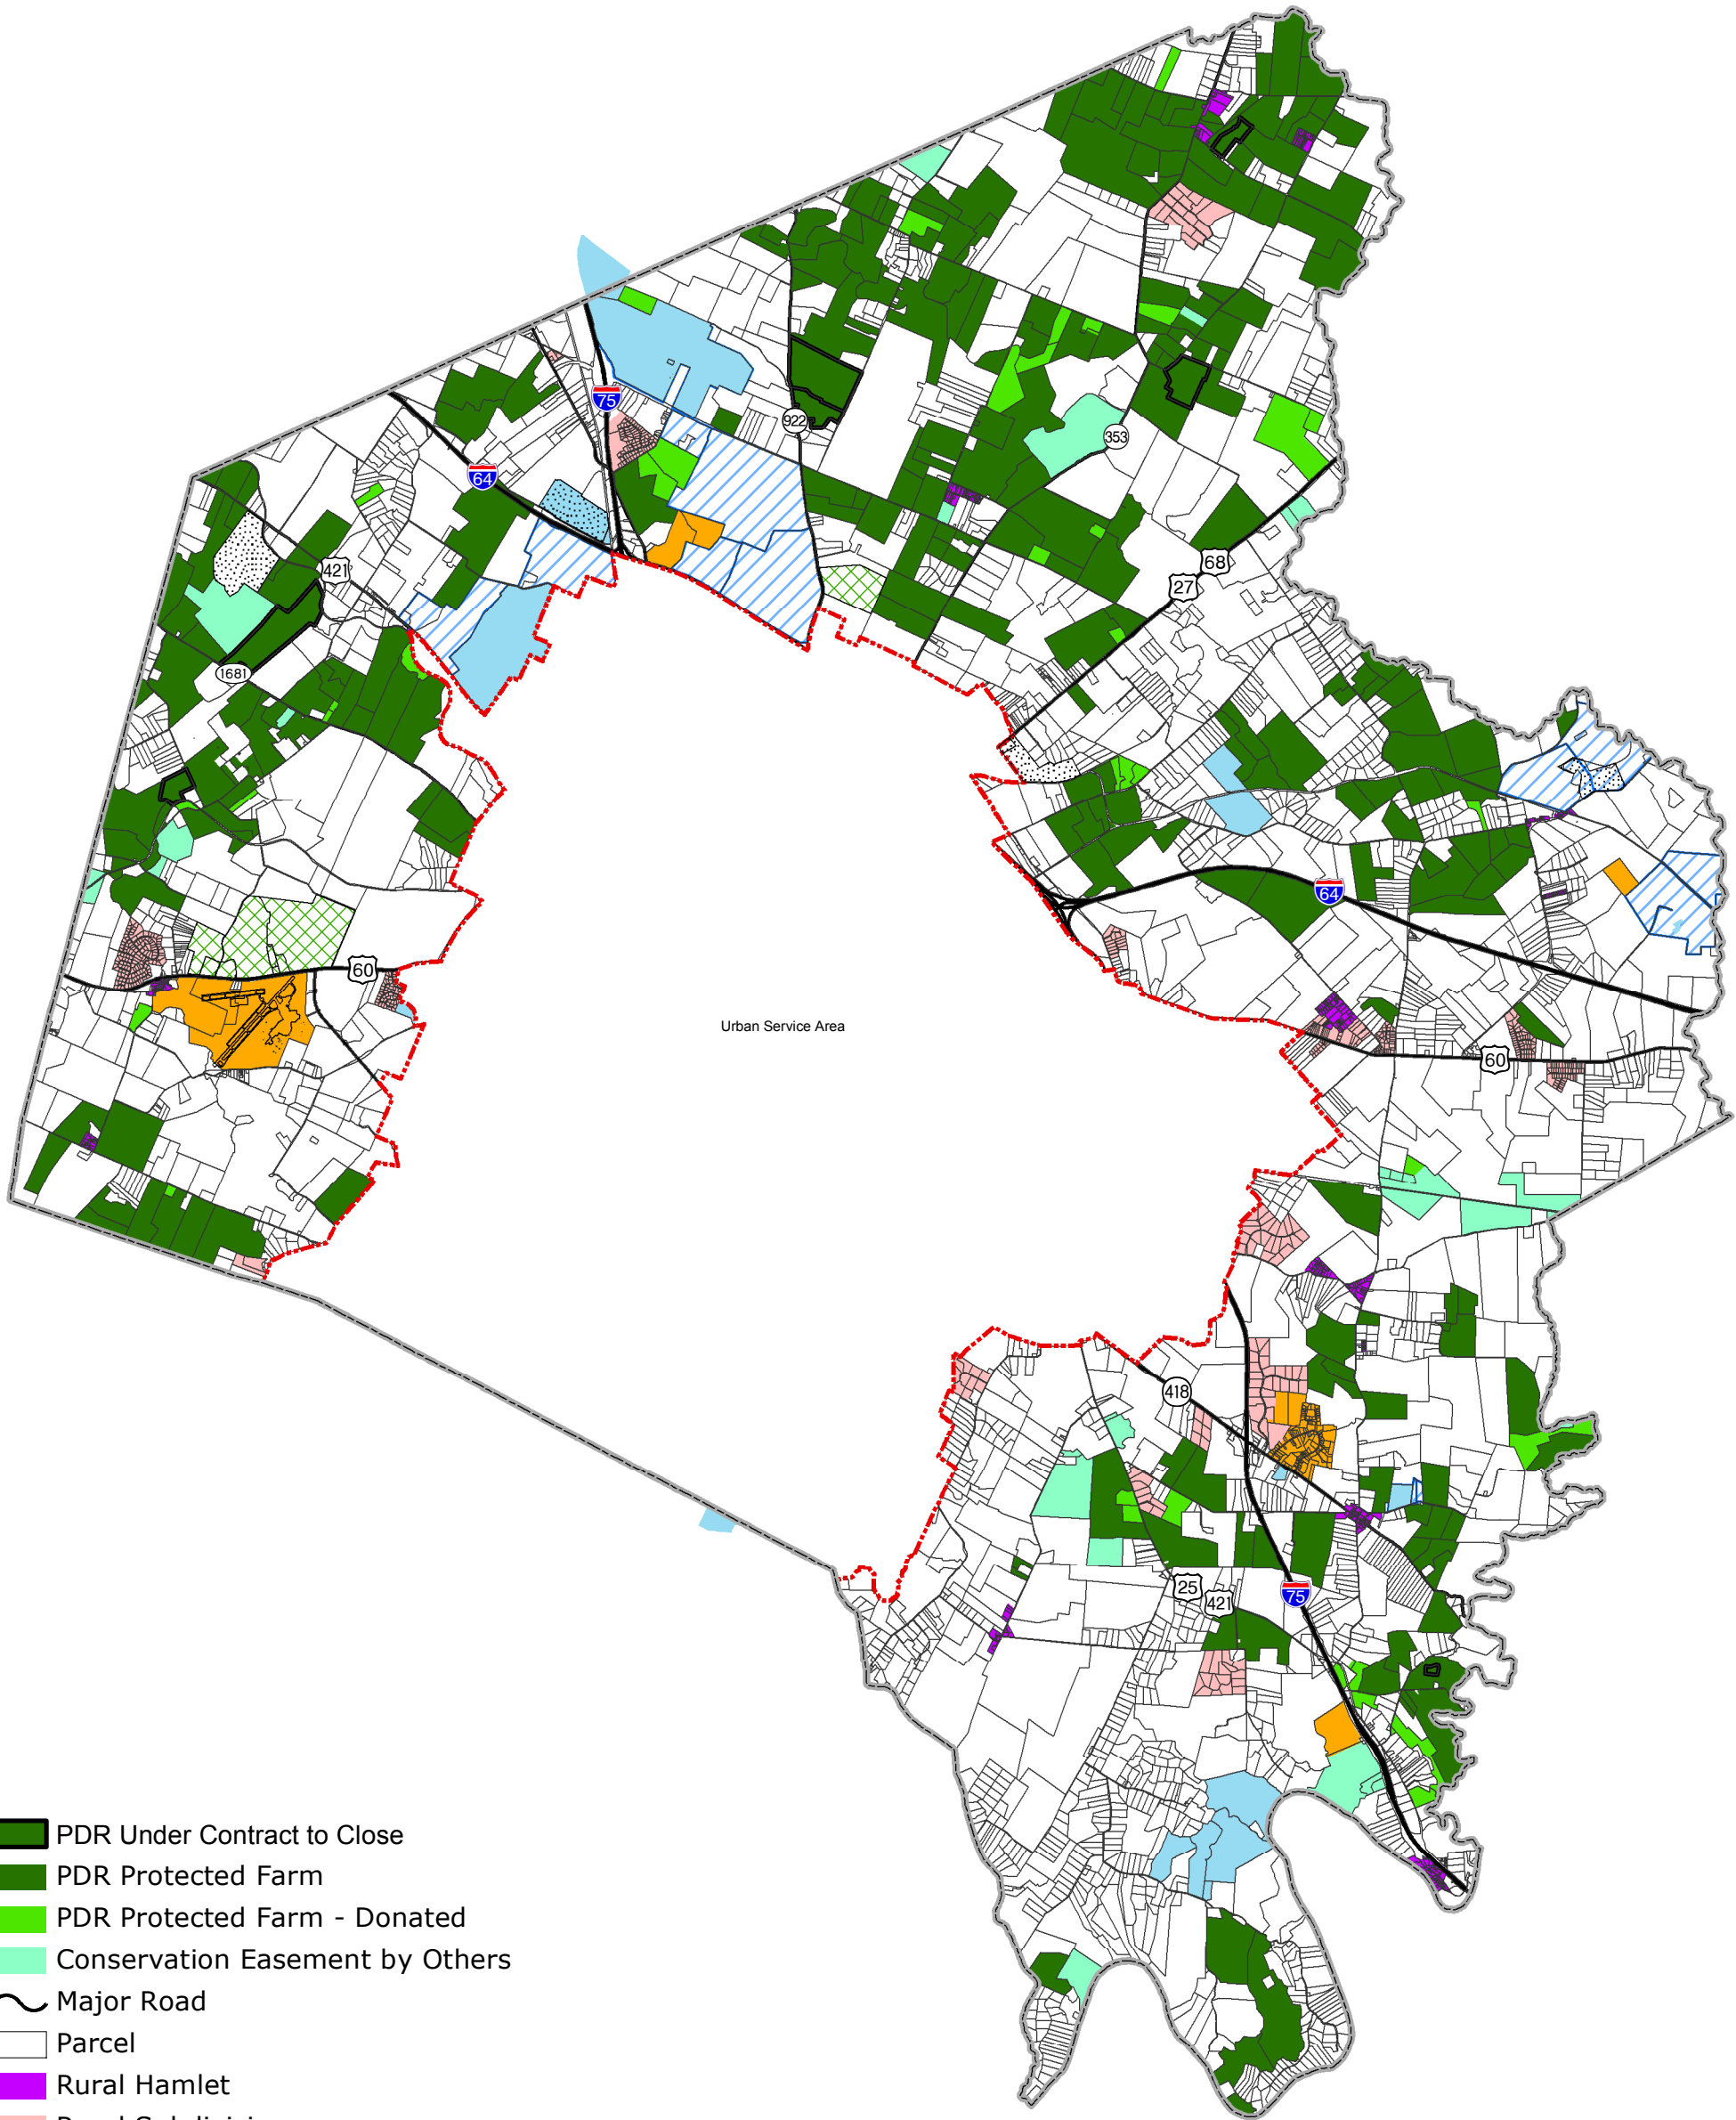 75
922
353
64
421
68
27
1681
64
60
Urban Service Area
60
418
25
421
75
PDR Under Contract to Close
PDR Protected Farm
PDR Protected Farm - Donated
Conservation Easement by Others
Major Road
Parcel
Rural Hamlet